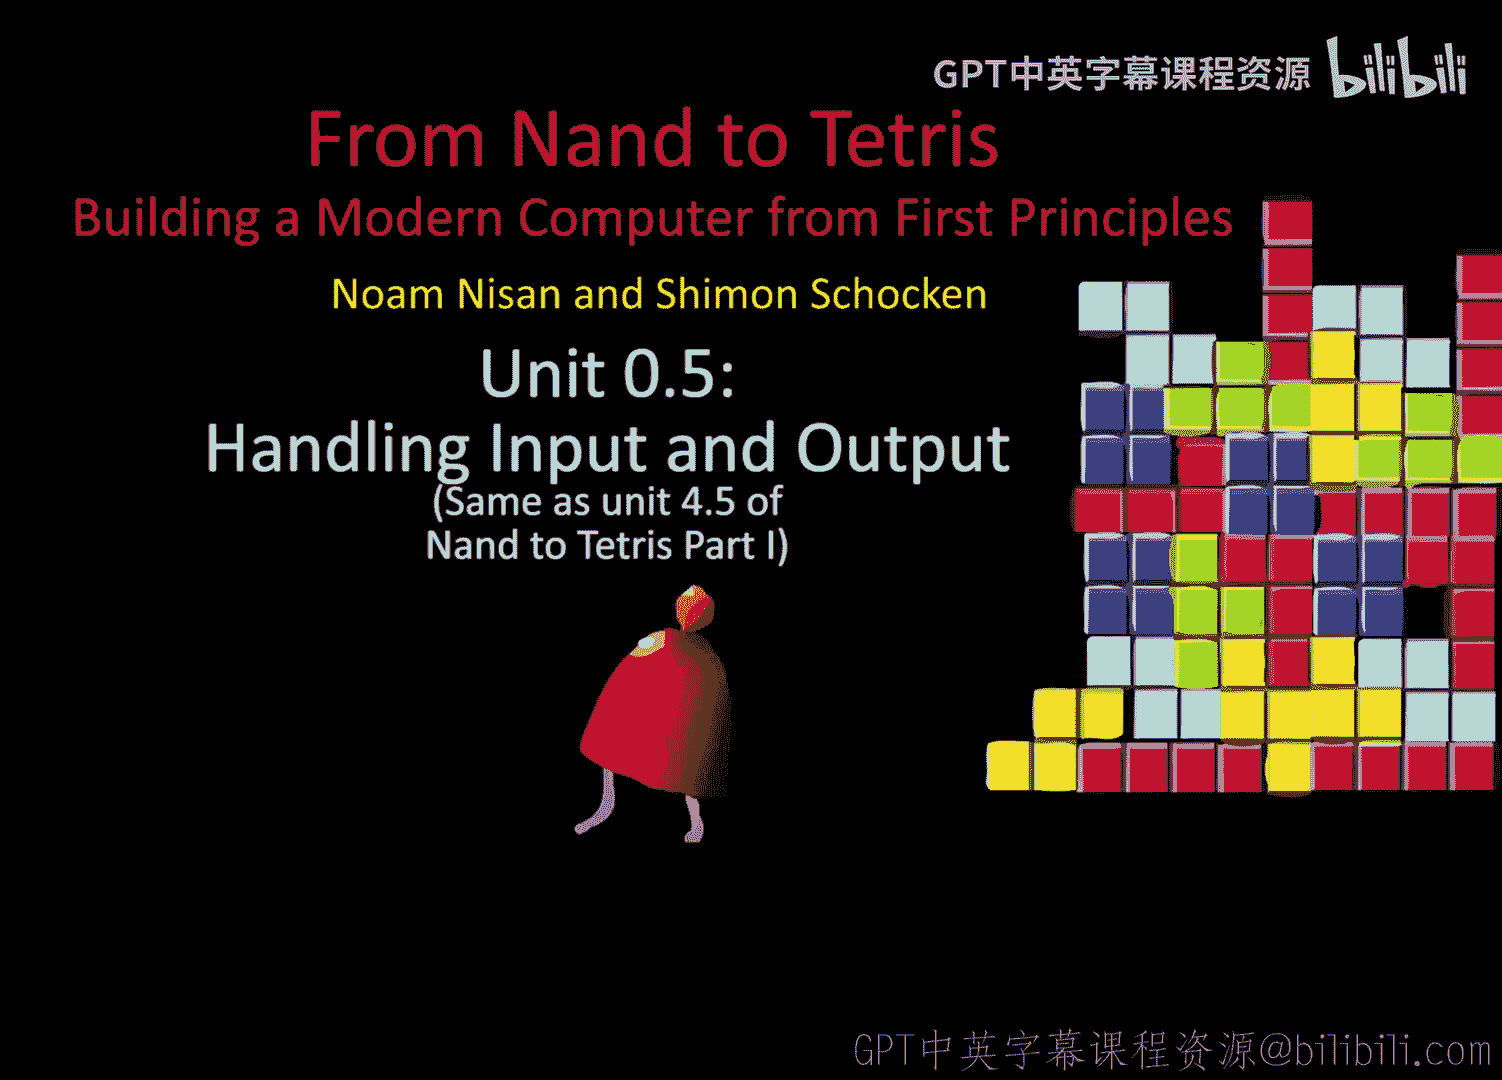 GPT中英字幕课程资源 bilibili
From Nand to Tetris
Building a Modern Computer from First Principles
Noam Nisan and Shimon Schocken
Unit 0.5:
Handling Input and Output
(Same as unit 4.5 of
Nand to Tetris Part I)
GPT中英字幕课程资源@bilibili.com